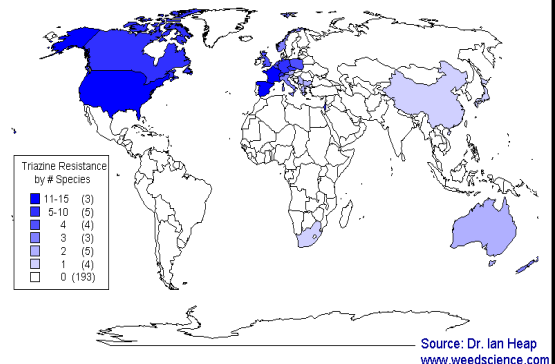 Triazine Resistance
by # Species
11-15 (3)
5-10 (5)
4 (4)
3 (3)
2 (5)
1 (4)
0 (193)
Source: Dr. Ian Heap
www.weedscience.com